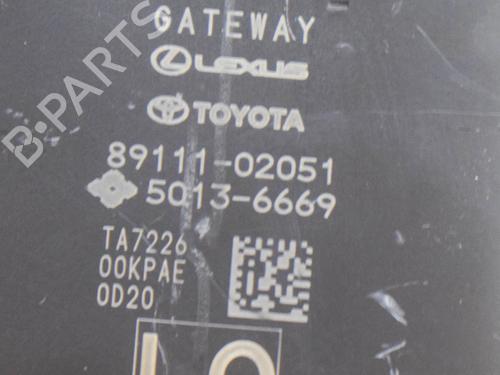 B-PARTS
GATEWAY
LEXUS
TOYOTA
89111-02051
5013-6669
TA7226
00KPAE
0D20